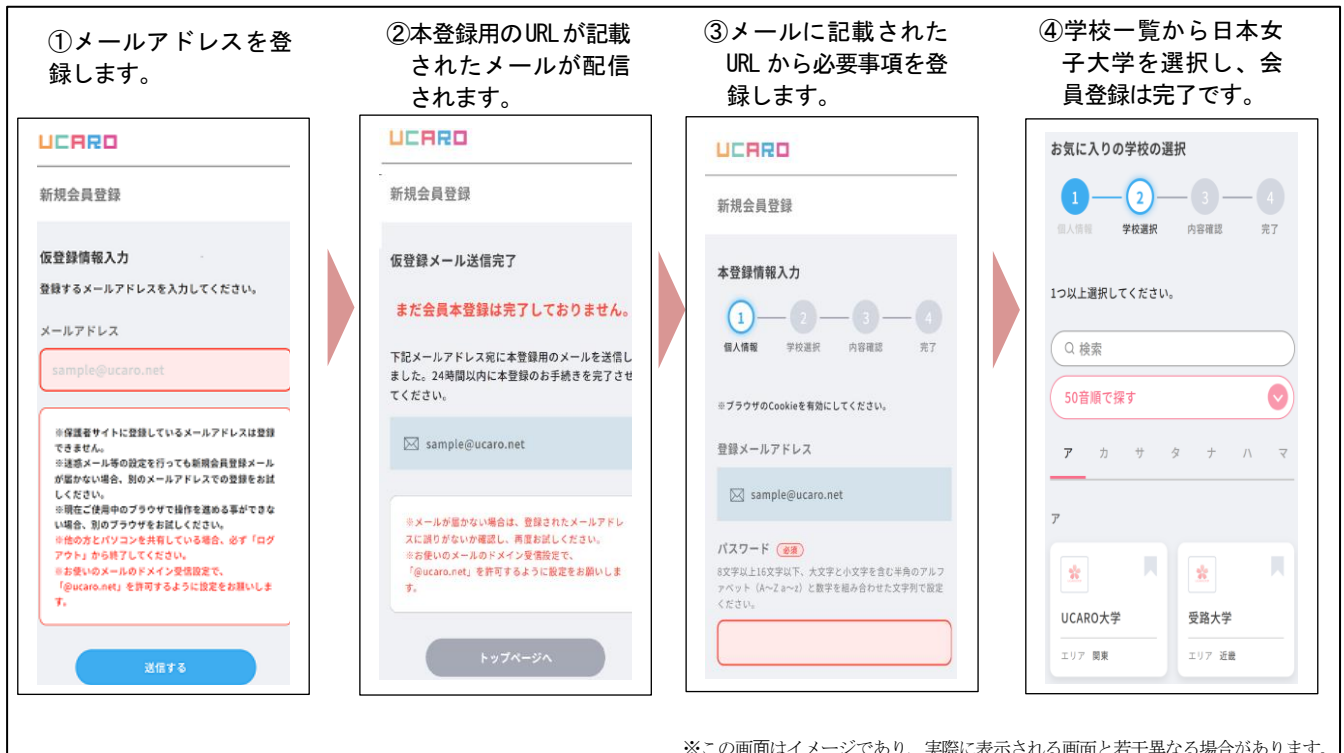 ①メールアドレスを登
録します。
UCARO
新規会員登録
仮登録情報入力
登録するメールアドレスを入力してください。
メールアドレス
sample@ucaro.net
※保護者サイトに登録しているメールアドレスは登録
できません。
※迷惑メール等の設定を行っても新規会員登録メール
が届かない場合、別のメールアドレスでの登録をお試
しください。
※現在ご使用中のブラウザで操作を進める事ができな
い場合、別のブラウザをお試しください。
※他の方とパソコンを共有している場合、必ず「ログ
アウト」から終了してください。
※お使いのメールのドメイン受信設定で、
「@ucaro.net」を許可するように設定をお願いしま
す。
送信する
②本登録用のURLが記載
されたメールが配信
されます。
UCARO
新規会員登録
仮登録メール送信完了
まだ会員本登録は完了しておりません。
下記メールアドレス宛に本登録用のメールを送信し
ました。24時間以内に本登録のお手続きを完了させ
てください。
sample@ucaro.net
※メールが届かない場合は、登録されたメールアドレ
スに誤りがないか確認し、再度お試しください。
※お使いのメールのドメイン受信設定で、
「@ucaro.net」を許可するように設定をお願いしま
す。
トップページへ
③メールに記載された
URL から必要事項を登
録します。
UCARO
新規会員登録
本登録情報入力
1 2 3 4
個人情報 学校選択 内容確認 完了
※ブラウザのCookieを有効にしてください。
登録メールアドレス
sample@ucaro.net
パスワード 必須
8文字以上16文字以下、大文字と小文字を含む半角のアルフ
ァベット（A～Z a～z）と数字を組み合わせた文字列で設定
ください。
④学校一覧から日本女
子大学を選択し、会
員登録は完了です。
お気に入りの学校の選択
1 2 3 4
個人情報 学校選択 内容確認 完了
1つ以上選択してください。
検索
50音順で探す
ア カ サ タ ナ ハ マ
ア
UCARO大学 受路大学
エリア 関東 エリア 近畿
※この画面はイメージであり、実際に表示される画面と若干異なる場合があります。